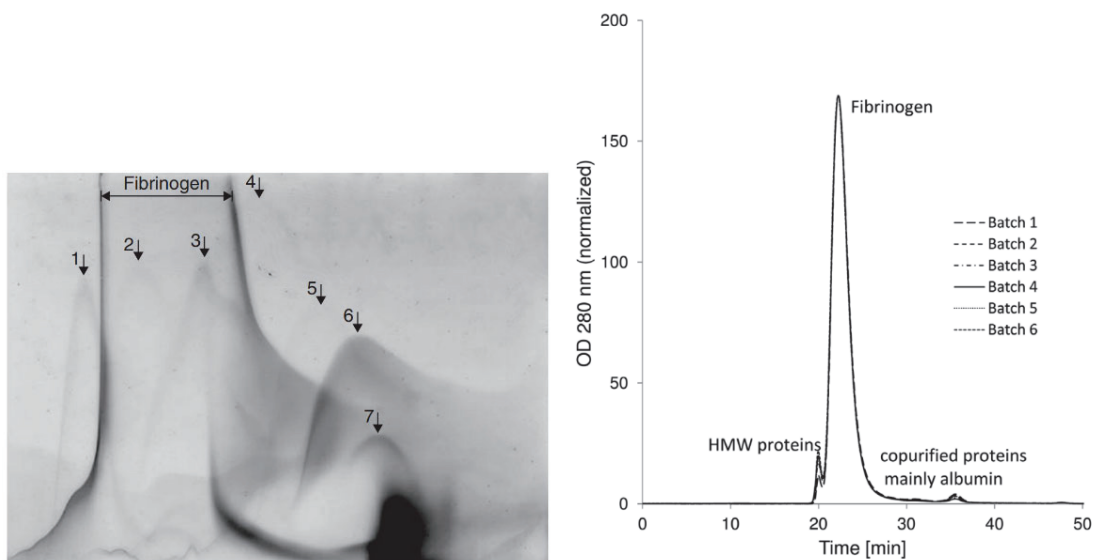 Fibrinogen
1
2
3
4
5
6
7
200
150
100
50
0
OD 280 nm (normalized)
Fibrinogen
HMW proteins
copurified proteins
mainly albumin
Batch 1
Batch 2
Batch 3
Batch 4
Batch 5
Batch 6
0 10 20 30 40 50
Time [min]